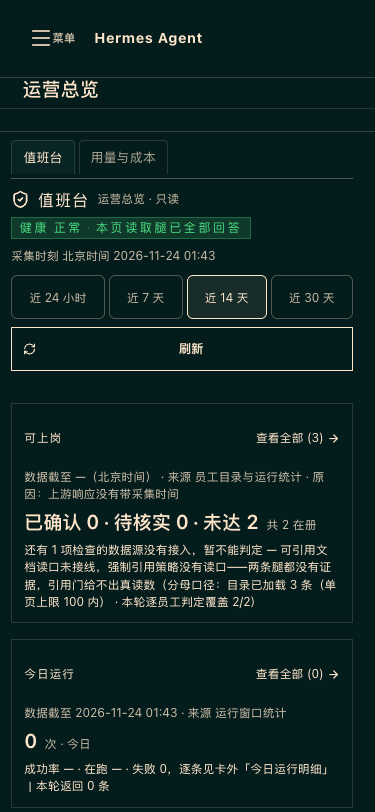 菜单 Hermes Agent
运营总览
值班台 用量与成本
值班台 运营总览 · 只读
健康 正常 · 本页读取腿已全部回答
采集时刻 北京时间 2026-11-24 01:43
近 24 小时 近 7 天 近 14 天 近 30 天
刷新
可上岗 查看全部 (3) →
数据截至 —（北京时间） · 来源 员工目录与运行统计 · 原
因：上游响应没有带采集时间
已确认 0 · 待核实 0 · 未达 2 共 2 在册
还有 1 项检查的数据源没有接入，暂不能判定 — 可引用文
档读口未接线，强制引用策略没有读口——两条腿都没有证
据，引用门给不出真读数（分母口径：目录已加载 3 条（单
页上限 100 内） · 本轮逐员工判定覆盖 2/2）
今日运行 查看全部 (0) →
数据截至 2026-11-24 01:43 · 来源 运行窗口统计
0 次 · 今日
成功率 — · 在跑 — · 失败 0，逐条见卡外「今日运行明细」
| 本轮返回 0 条